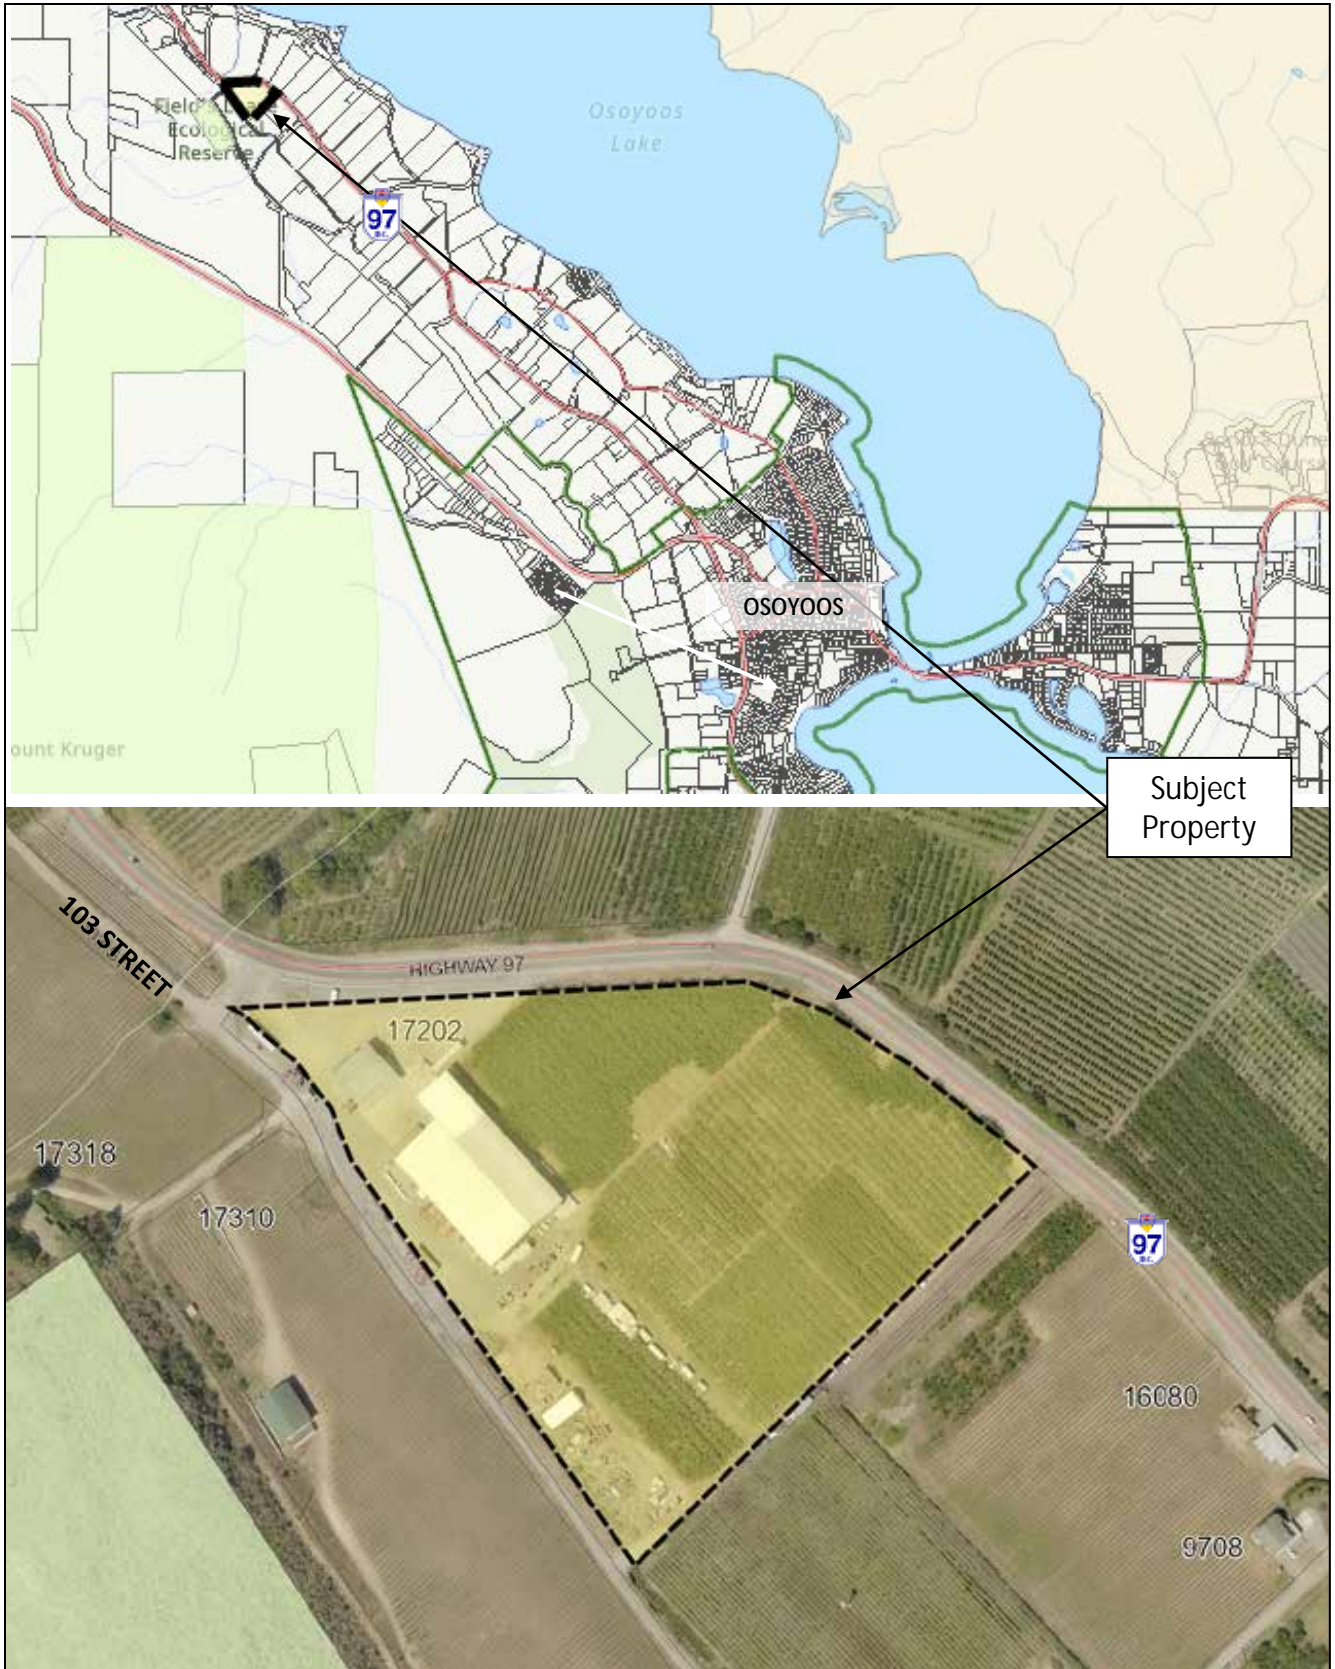 Osoyoos
Lake
Field's
Ecological
Reserve
97
B.C.
OSOYOOS
ount Kruger
Subject
Property
103 STREET
HIGHWAY 97
17202
17318
17310
97
B.C.
16080
9708